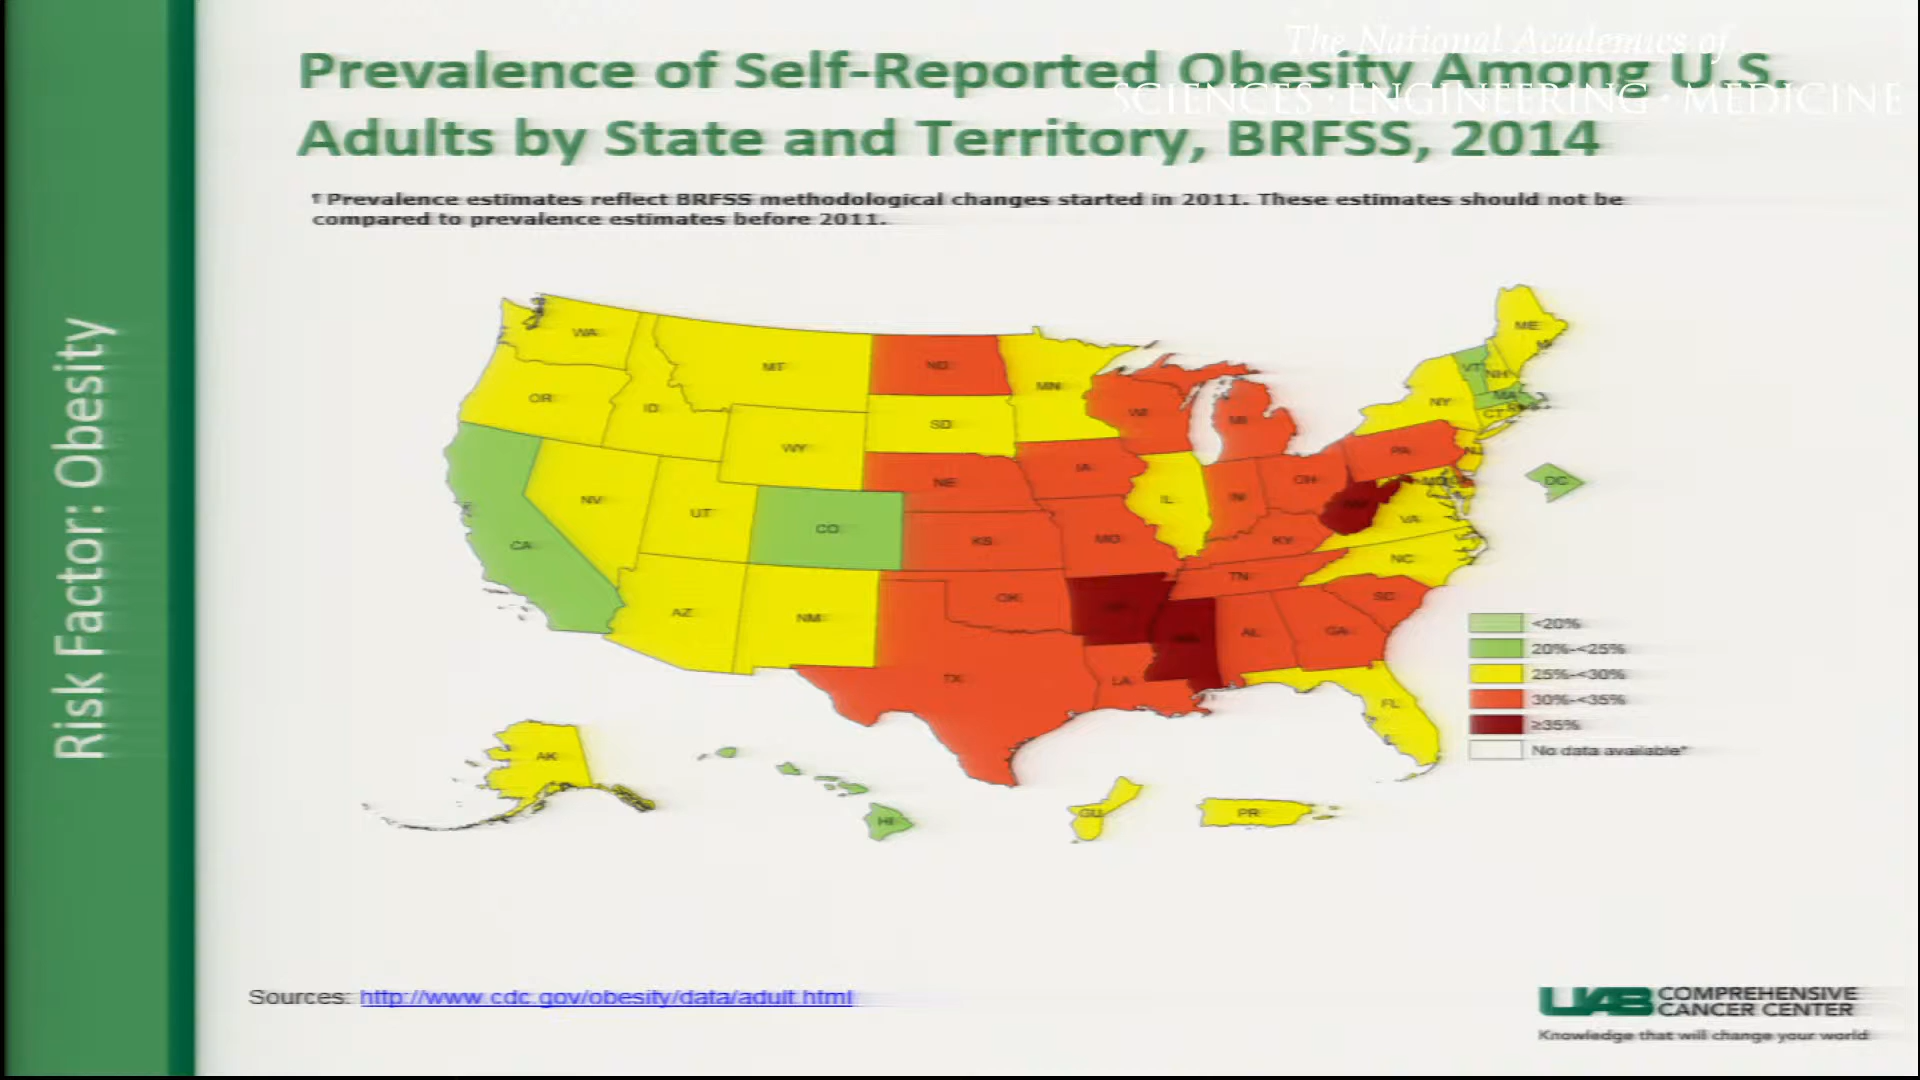 The National Academies of
SCIENCES · ENGINEERING · MEDICINE
Prevalence of Self-Reported Obesity Among U.S.
Adults by State and Territory, BRFSS, 2014
¶ Prevalence estimates reflect BRFSS methodological changes started in 2011. These estimates should not be
compared to prevalence estimates before 2011.
Risk Factor: Obesity
WA
MT
ND
MN
ME
VT
NH
OR
ID
SD
WI
MI
NY
MA
CT
WY
NE
IA
PA
NJ
NV
UT
CO
KS
MO
IL
IN
OH
VA
DC
CA
KY
NC
TN
AZ
NM
OK
SC
AL
GA
TX
LA
FL
AK
HI
GU
PR
<20%
20%-<25%
25%-<30%
30%-<35%
≥35%
No data available*
Sources: http://www.cdc.gov/obesity/data/adult.html
UAB COMPREHENSIVE
CANCER CENTER
Knowledge that will change your world